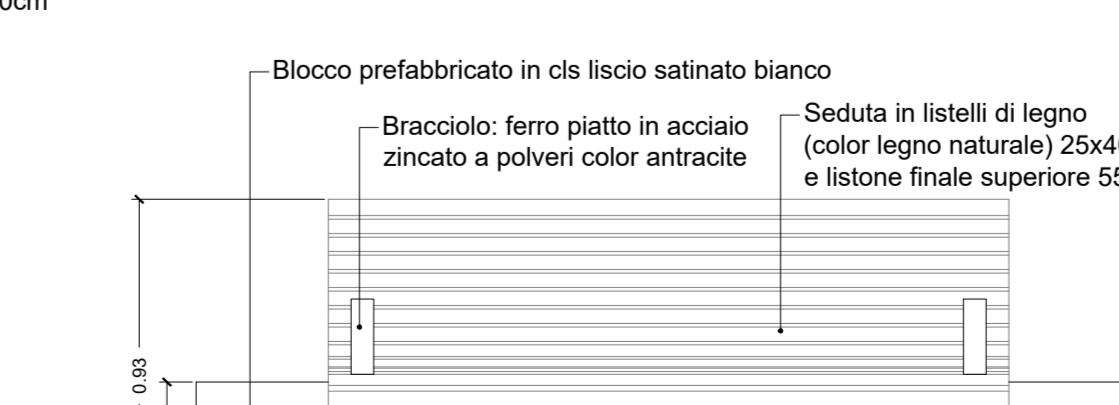 0cm
Blocco prefabbricato in cls liscio satinato bianco
Bracciolo: ferro piatto in acciaio
zincato a polveri color antracite
Seduta in listelli di legno
(color legno naturale) 25x4
e listone finale superiore 55
0.93